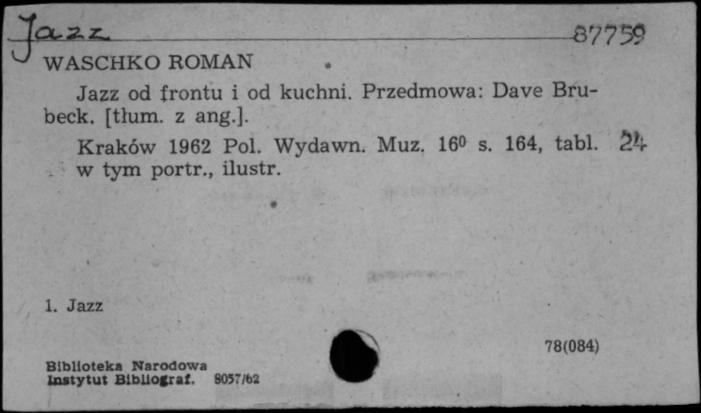 Jazz 87759
WASCHKO ROMAN
Jazz od frontu i od kuchni. Przedmowa: Dave Bru-
beck. [tłum. z ang.].
Kraków 1962 Pol. Wydawn. Muz. 16⁰ s. 164, tabl. 24
w tym portr., ilustr.
1. Jazz
78(084)
Biblioteka Narodowa
Instytut Bibliograf. 8057/62